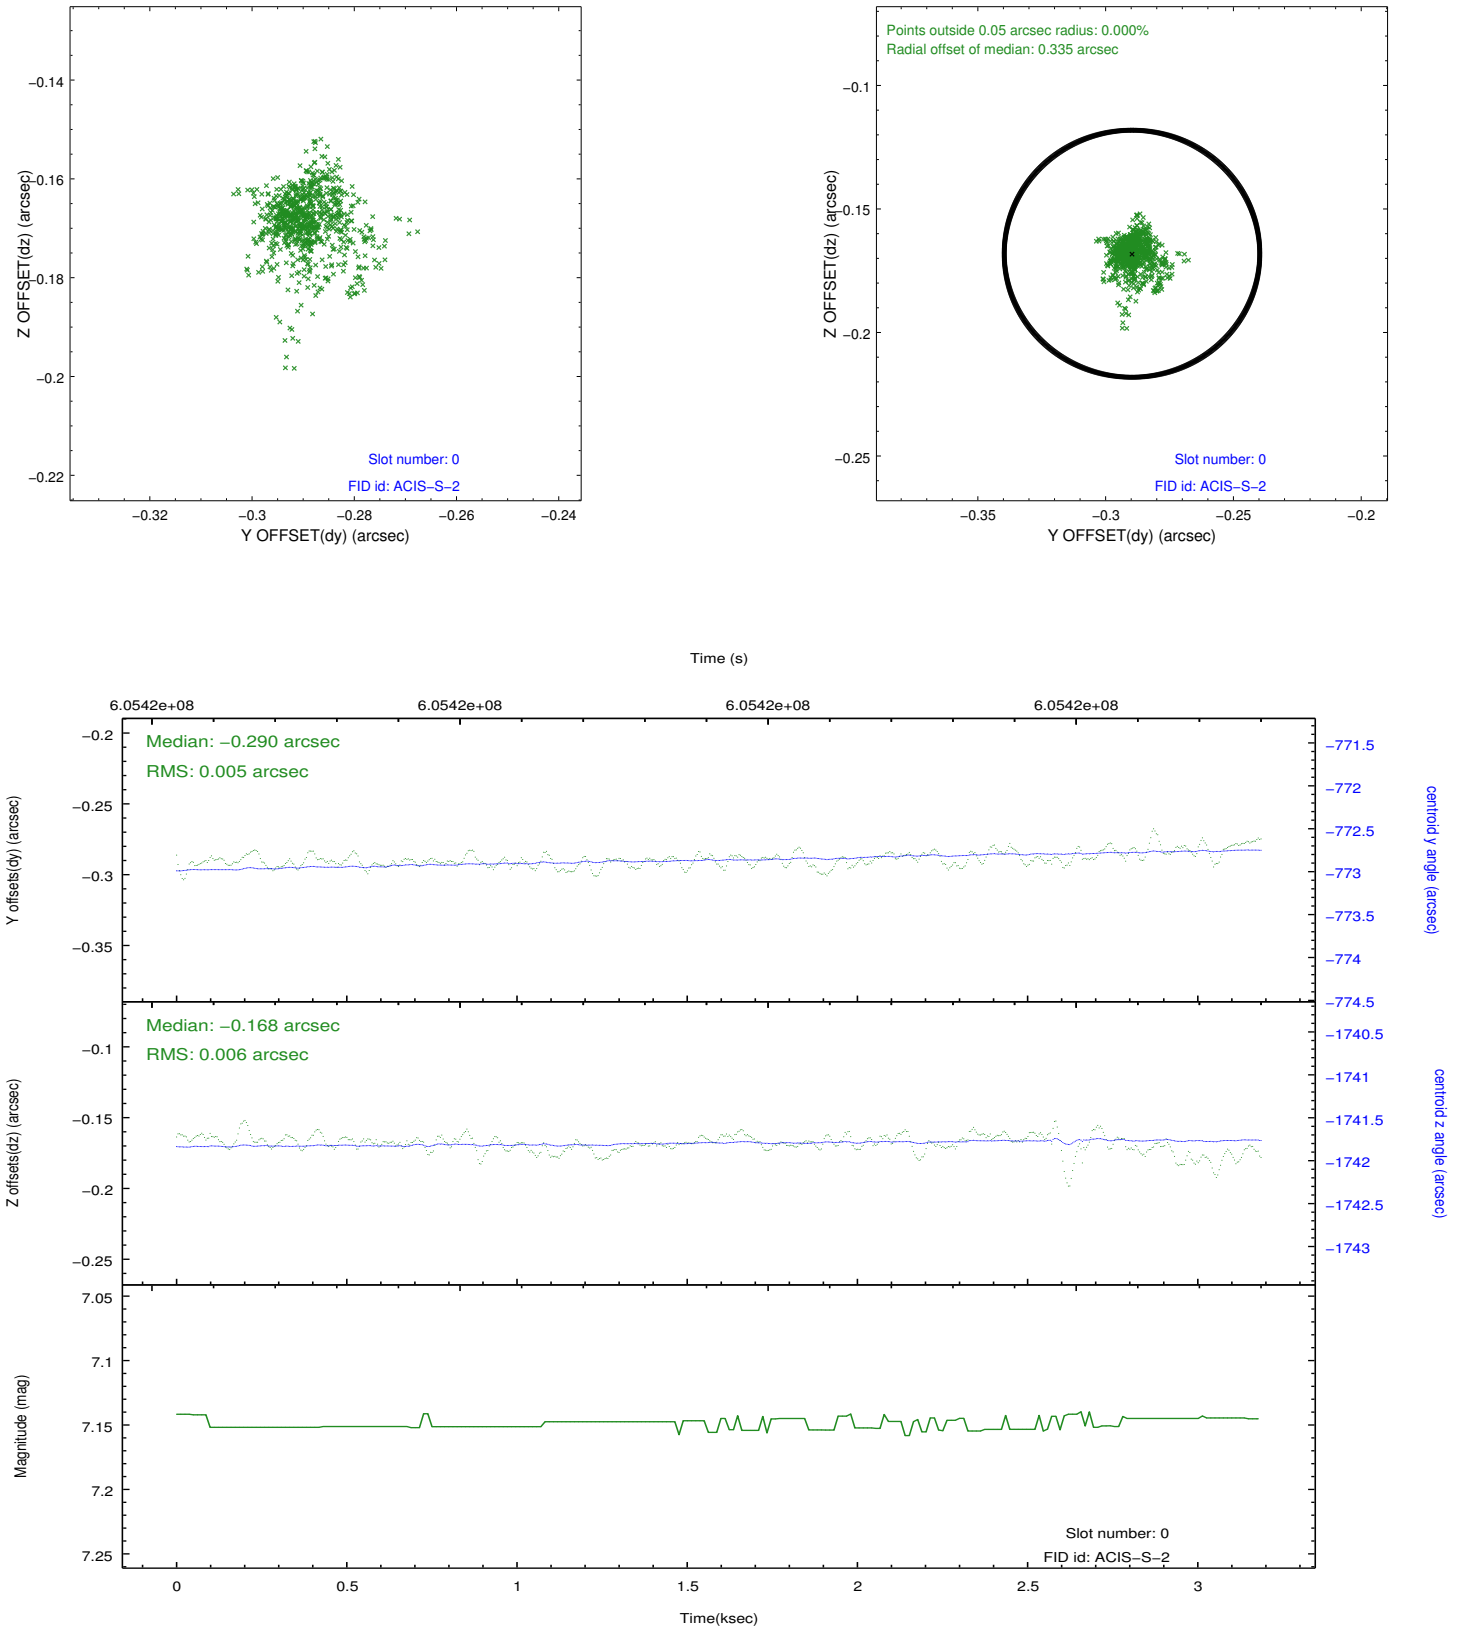 −0.14
−0.16
−0.18
−0.2
−0.22
Z OFFSET(dz) (arcsec)
Slot number: 0
FID id: ACIS−S−2
−0.32
−0.3
−0.28
−0.26
−0.24
Y OFFSET(dy) (arcsec)
Points outside 0.05 arcsec radius: 0.000%
Radial offset of median: 0.335 arcsec
−0.1
−0.15
−0.2
−0.25
Z OFFSET(dz) (arcsec)
Slot number: 0
FID id: ACIS−S−2
−0.35
−0.3
−0.25
−0.2
Y OFFSET(dy) (arcsec)
Time (s)
6.0542e+08
6.0542e+08
6.0542e+08
6.0542e+08
Median: −0.290 arcsec
RMS: 0.005 arcsec
−0.2
−0.25
−0.3
−0.35
Y offsets(dy) (arcsec)
−771.5
−772
−772.5
−773
−773.5
−774
−774.5
centroid y angle (arcsec)
Median: −0.168 arcsec
RMS: 0.006 arcsec
−0.1
−0.15
−0.2
−0.25
Z offsets(dz) (arcsec)
−1740.5
−1741
−1741.5
−1742
−1742.5
−1743
centroid z angle (arcsec)
7.05
7.1
7.15
7.2
7.25
Magnitude (mag)
Slot number: 0
FID id: ACIS−S−2
0
0.5
1
1.5
2
2.5
3
Time(ksec)